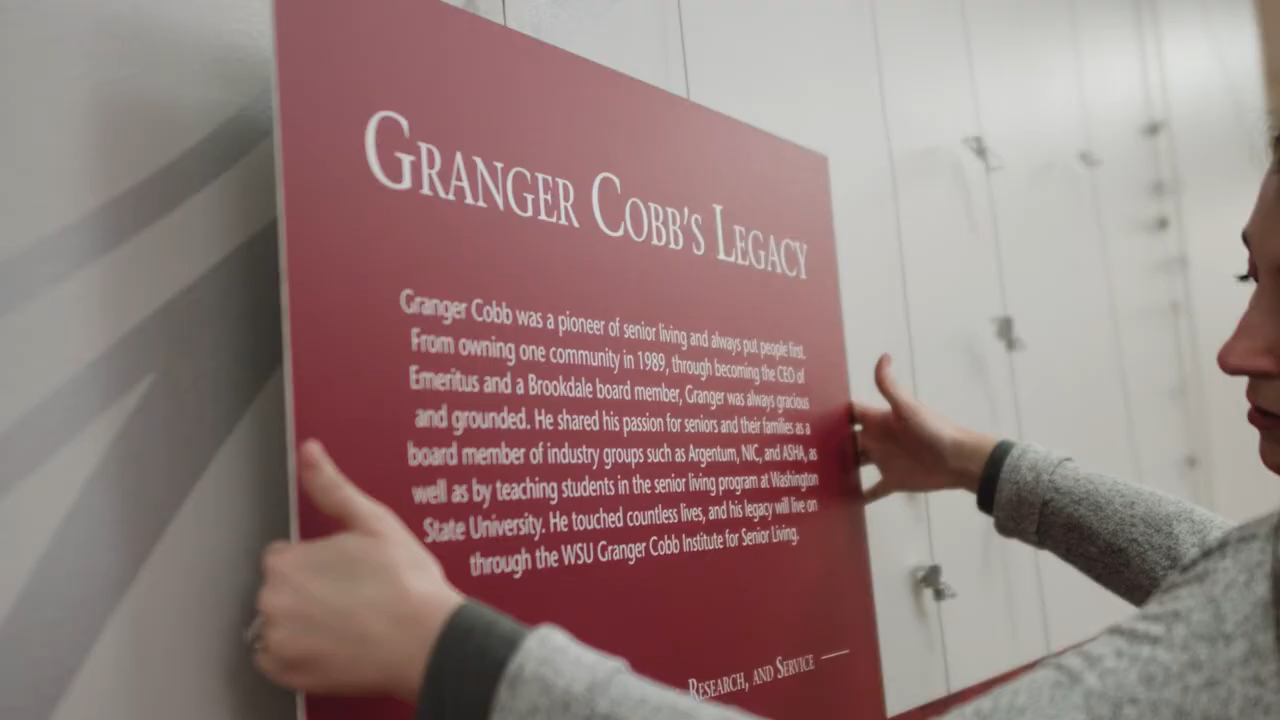 GRANGER COBB'S LEGACY
Granger Cobb was a pioneer of senior living and always put people first.
From owning one community in 1989, through becoming the CEO of
Emeritus and a Brookdale board member, Granger was always gracious
and grounded. He shared his passion for seniors and their families as a
board member of industry groups such as Argentum, NIC, and ASHA, as
well as by teaching students in the senior living program at Washington
State University. He touched countless lives, and his legacy will live on
through the WSU Granger Cobb Institute for Senior Living.
RESEARCH, AND SERVICE —